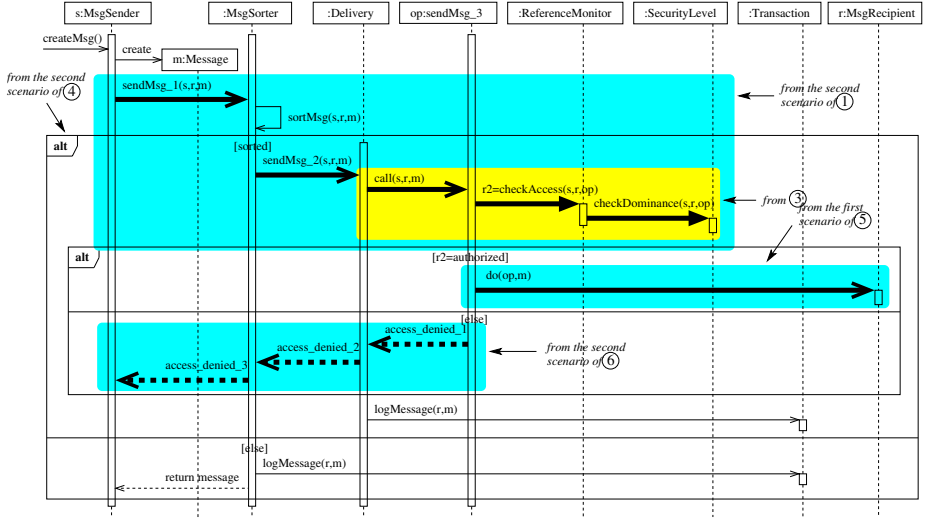 s:MsgSender
:MsgSorter
:Delivery
op:sendMsg_3
:ReferenceMonitor
:SecurityLevel
:Transaction
r:MsgRecipient
createMsg()
create
m:Message
from the second
scenario of 4
sendMsg_1(s,r,m)
from the second
scenario of 1
sortMsg(s,r,m)
alt
[sorted]
sendMsg_2(s,r,m)
call(s,r,m)
r2=checkAccess(s,r,op)
checkDominance(s,r,op)
from 3
from the first
scenario of 5
alt
[r2=authorized]
do(op,m)
[else]
access_denied_1
access_denied_2
access_denied_3
from the second
scenario of 6
logMessage(r,m)
[else]
logMessage(r,m)
return message